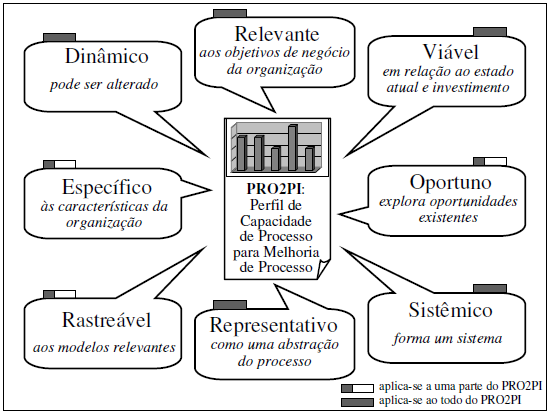 Dinâmico
pode ser alterado
Relevante
aos objetivos de negócio
da organização
Viável
em relação ao estado
atual e investimento
Específico
às características da
organização
PRO2PI:
Perfil de
Capacidade
de Processo
para Melhoria
de Processo
Oportuno
explora oportunidades
existentes
Rastreável
aos modelos relevantes
Representativo
como uma abstração
do processo
Sistêmico
forma um sistema
aplica-se a uma parte do PRO2PI
aplica-se ao todo do PRO2PI